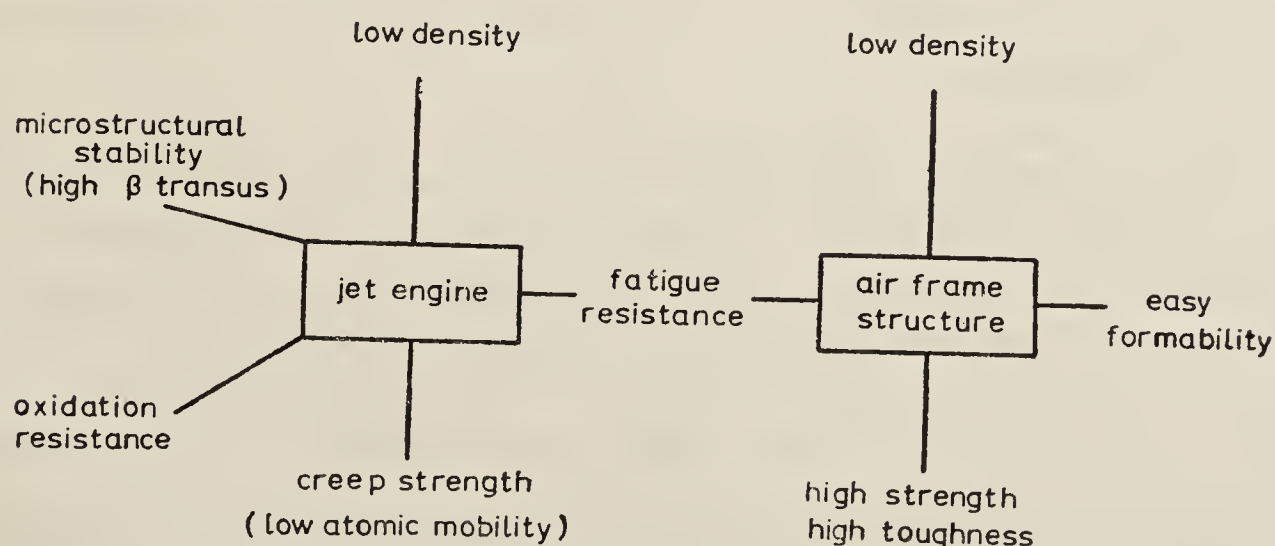 low density
low density
microstructural
stability
(high β transus)
jet engine
fatigue
resistance
air frame
structure
easy
formability
oxidation
resistance
creep strength
(low atomic mobility)
high strength
high toughness